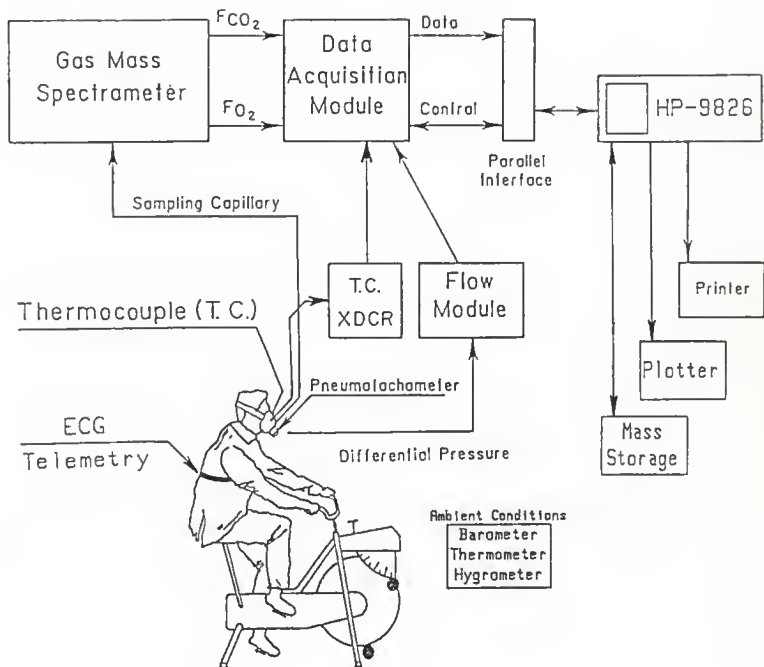 FCO₂
Gas Mass
Spectrometer
FO₂
Data
Acquisition
Module
Data
Control
Parallel
Interface
HP-9826
Sampling Capillary
T.C.
XDCR
Flow
Module
Printer
Plotter
Mass
Storage
Thermocouple (T.C.)
Pneumotachometer
ECG
Telemetry
Differential Pressure
Ambient Conditions
Barometer
Thermometer
Hygrometer